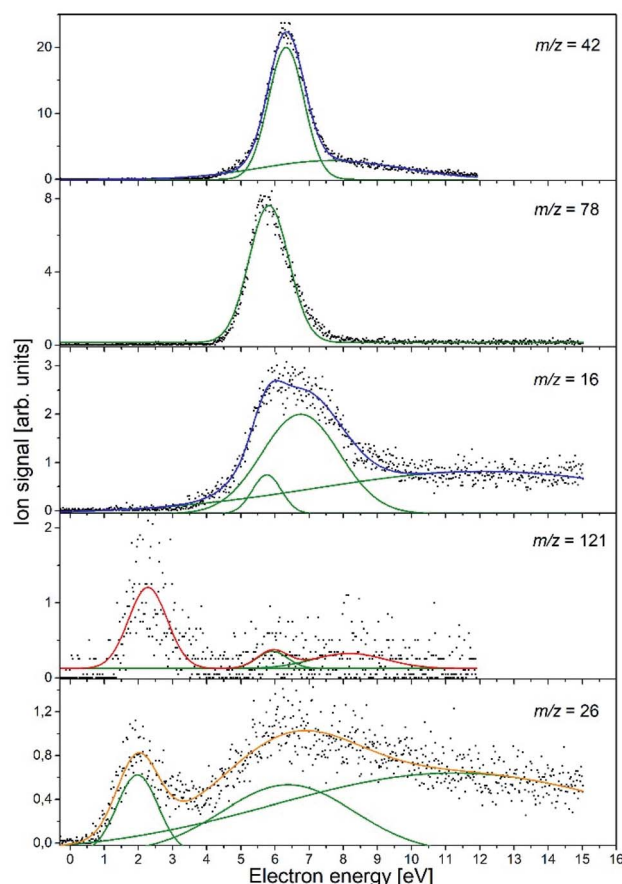 m/z = 42
20
10
0
m/z = 78
8
4
0
m/z = 16
3
2
1
0
Ion signal [arb. units]
m/z = 121
2
1
0
m/z = 26
1,2
0,8
0,4
0,0
0 1 2 3 4 5 6 7 8 9 10 11 12 13 14 15 16
Electron energy [eV]